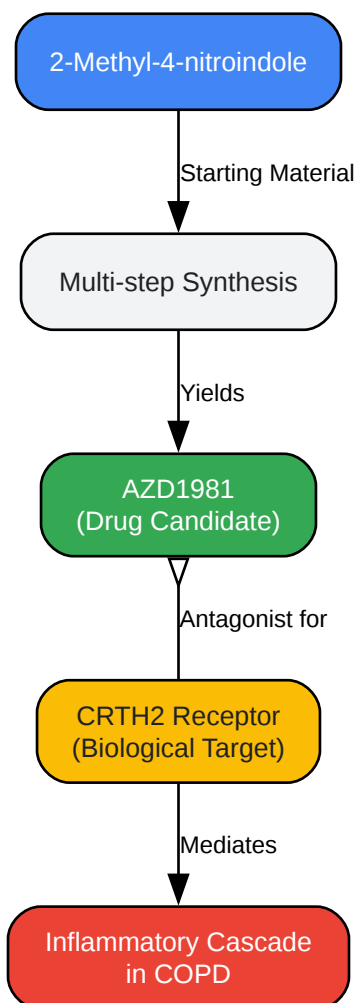 2-Methyl-4-nitroindole
Starting Material
Multi-step Synthesis
Yields
AZD1981
(Drug Candidate)
Antagonist for
CRTH2 Receptor
(Biological Target)
Mediates
Inflammatory Cascade
in COPD